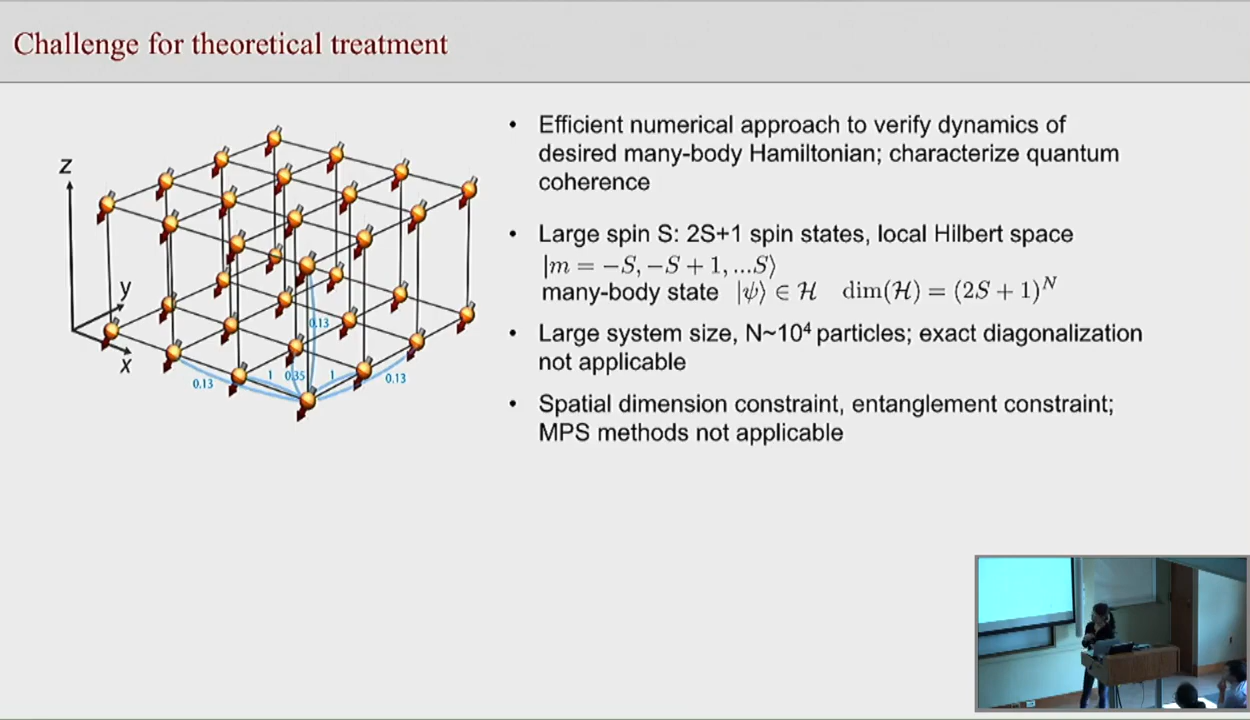 Challenge for theoretical treatment
• Efficient numerical approach to verify dynamics of
desired many-body Hamiltonian; characterize quantum
coherence
• Large spin S: 2S+1 spin states, local Hilbert space
|m = −S, −S + 1, ...S⟩
many-body state |ψ⟩ ∈ ℋ dim(ℋ) = (2S + 1)^N
• Large system size, N~10⁴ particles; exact diagonalization
not applicable
• Spatial dimension constraint, entanglement constraint;
MPS methods not applicable
z
y
x
0.13
0.13
1
0.35
1
0.13